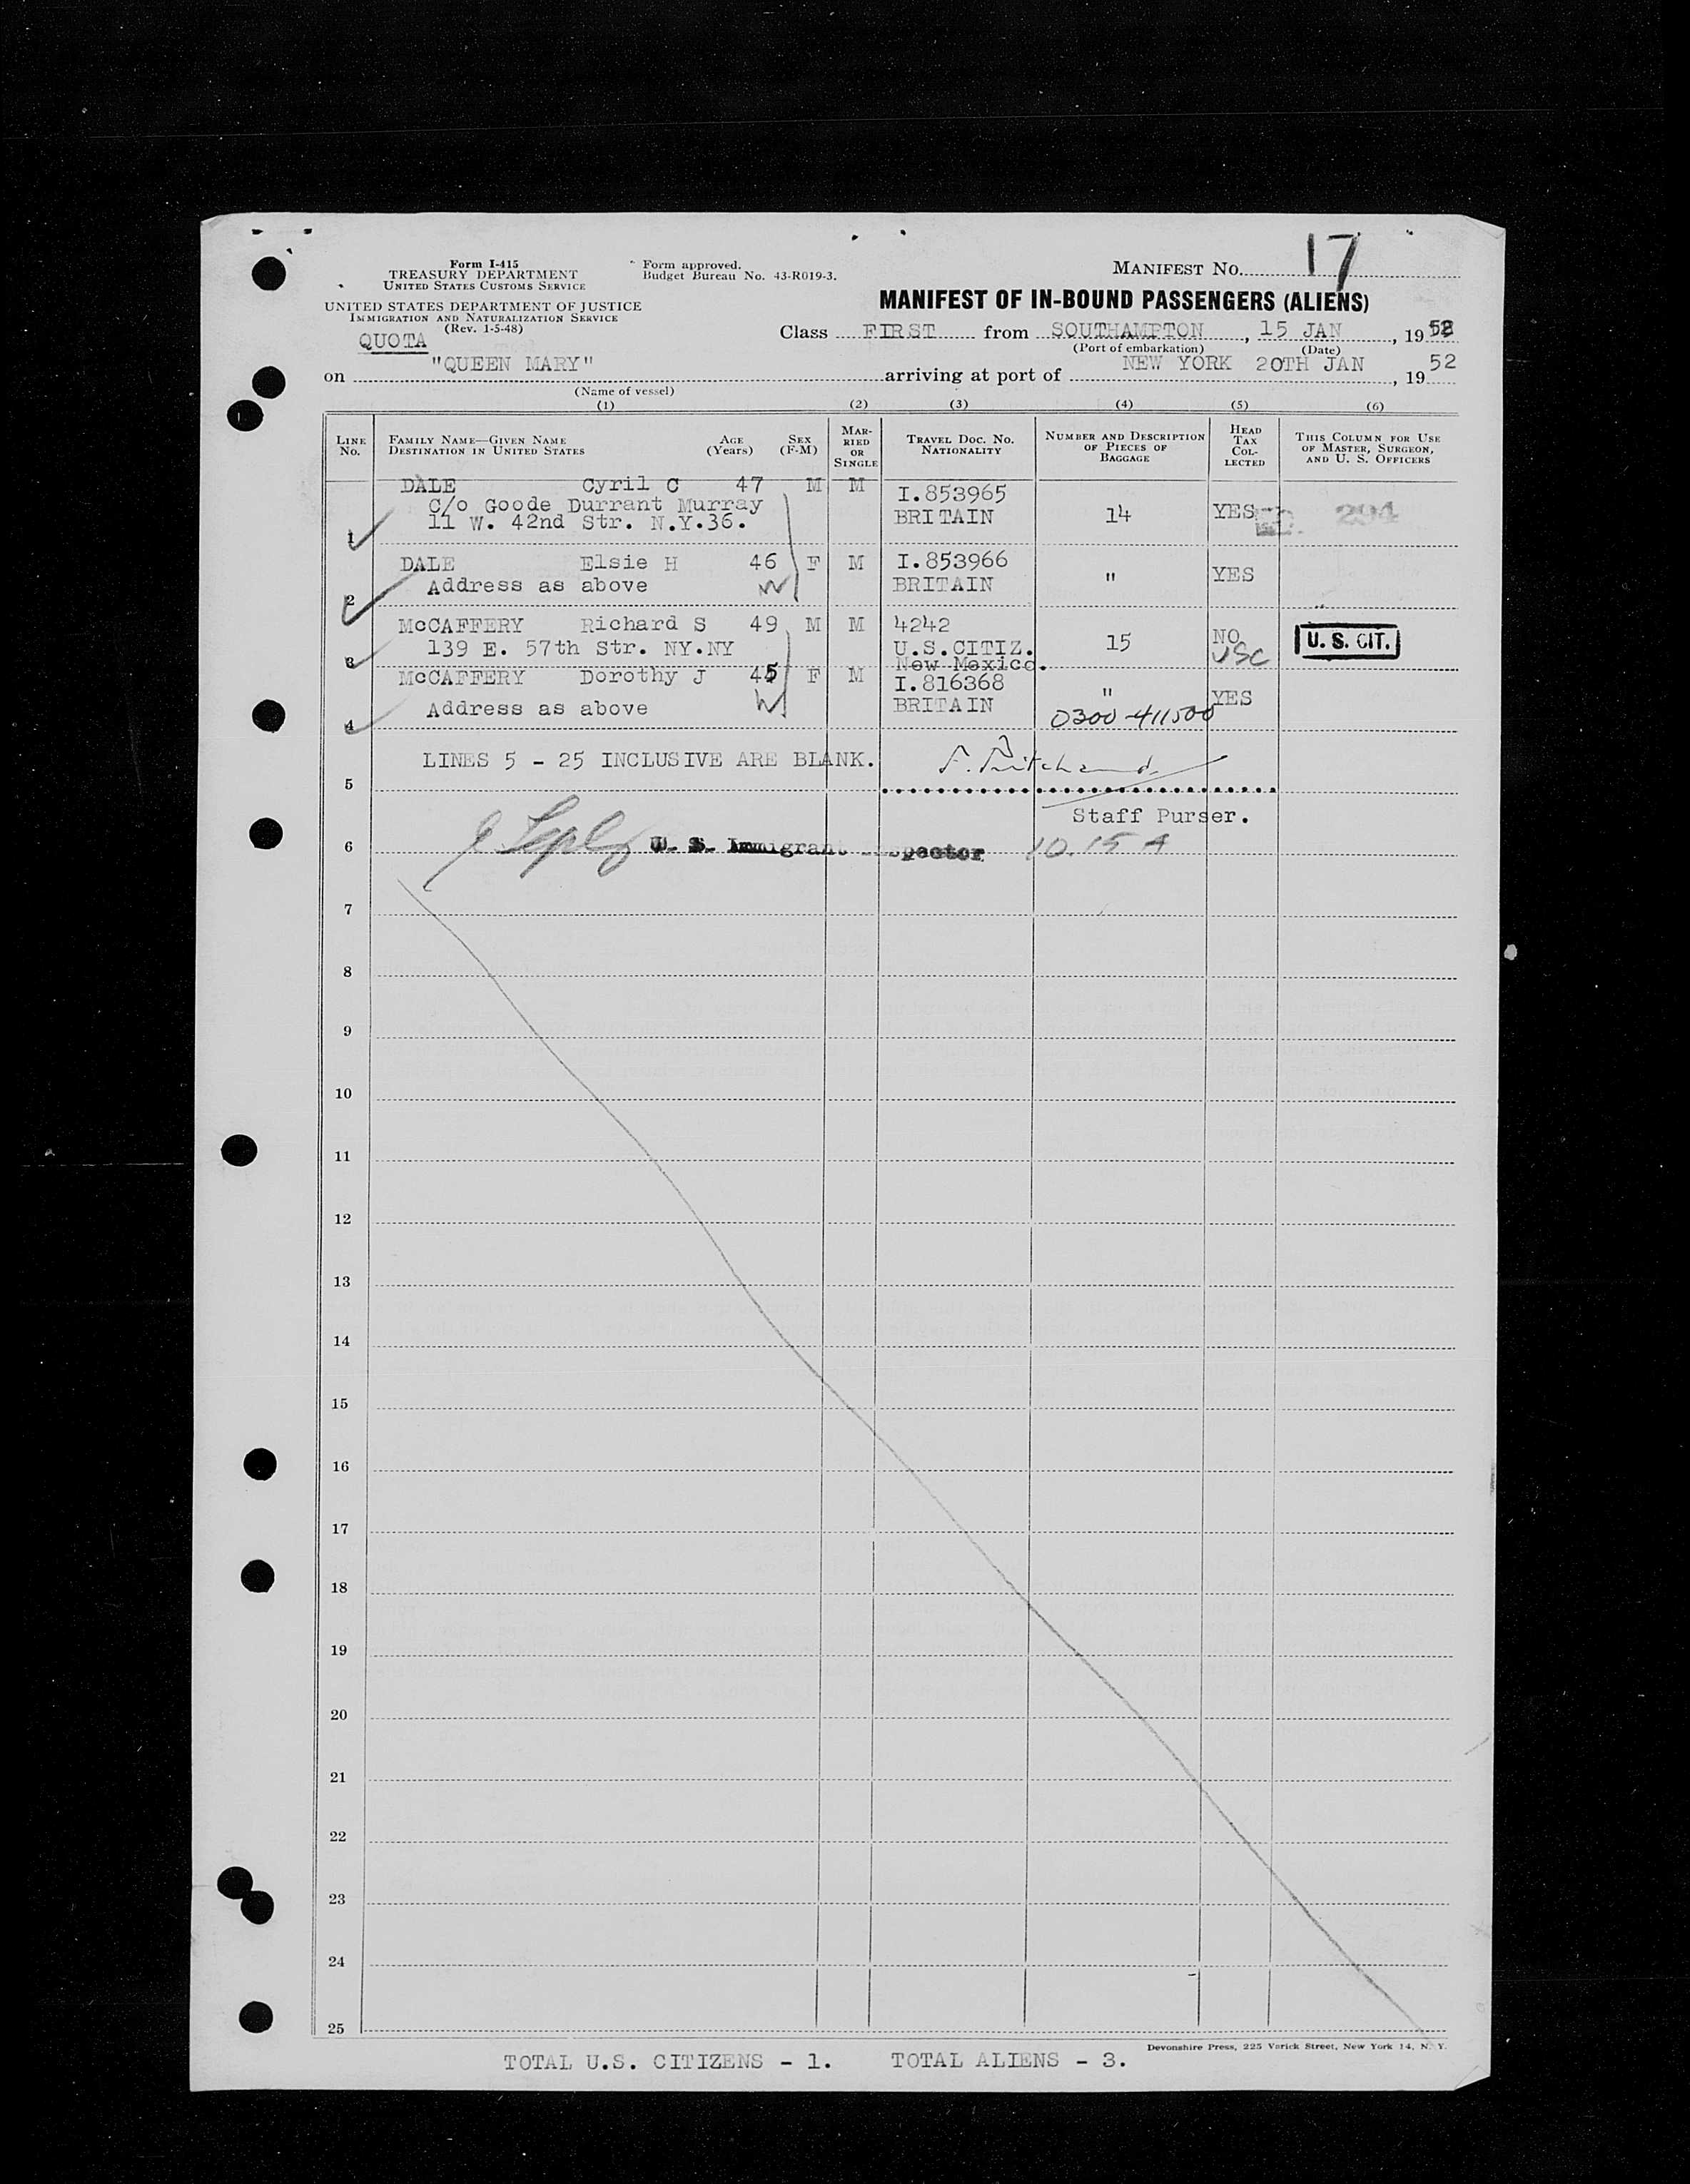 Form I-415
TREASURY DEPARTMENT
UNITED STATES CUSTOMS SERVICE
UNITED STATES DEPARTMENT OF JUSTICE
IMMIGRATION AND NATURALIZATION SERVICE
(Rev. 1-5-48)
Form approved.
Budget Bureau No. 43-R019-3.
MANIFEST No. 17
MANIFEST OF IN-BOUND PASSENGERS (ALIENS)
QUOTA
Class FIRST from SOUTHAMPTON, 15 JAN, 1952
(Port of embarkation) (Date)
on "QUEEN MARY" arriving at port of NEW YORK 20TH JAN, 1952
(Name of vessel)
(1) (2) (3) (4) (5) (6)
LINE No. FAMILY NAME—GIVEN NAME DESTINATION IN UNITED STATES AGE (Years) SEX (F-M) MARRIED OR SINGLE TRAVEL DOC. NO. NATIONALITY NUMBER AND DESCRIPTION OF PIECES OF BAGGAGE HEAD TAX COLLECTED THIS COLUMN FOR USE OF MASTER, SURGEON, AND U. S. OFFICERS
DALE Cyril C 47 M M I.853965
C/o Goode Durrant Murray BRITAIN 14 YES 294
11 W. 42nd Str. N.Y.36.
1
DALE Elsie H 46 F M I.853966
Address as above BRITAIN " YES
2
McCAFFERY Richard S 49 M M 4242 15 NO
139 E. 57th Str. NY.NY U.S.CITIZ. USC U. S. CIT.
3 New Mexico.
McCAFFERY Dorothy J 45 F M I.816368 " YES
Address as above BRITAIN 0300-411500
4
LINES 5 - 25 INCLUSIVE ARE BLANK. Pritchard
5
Staff Purser.
6 U. S. Immigrant Inspector 10.15 A
7
8
9
10
11
12
13
14
15
16
17
18
19
20
21
22
23
24
25
Devonshire Press, 225 Varick Street, New York 14, N. Y.
TOTAL U.S. CITIZENS - 1. TOTAL ALIENS - 3.